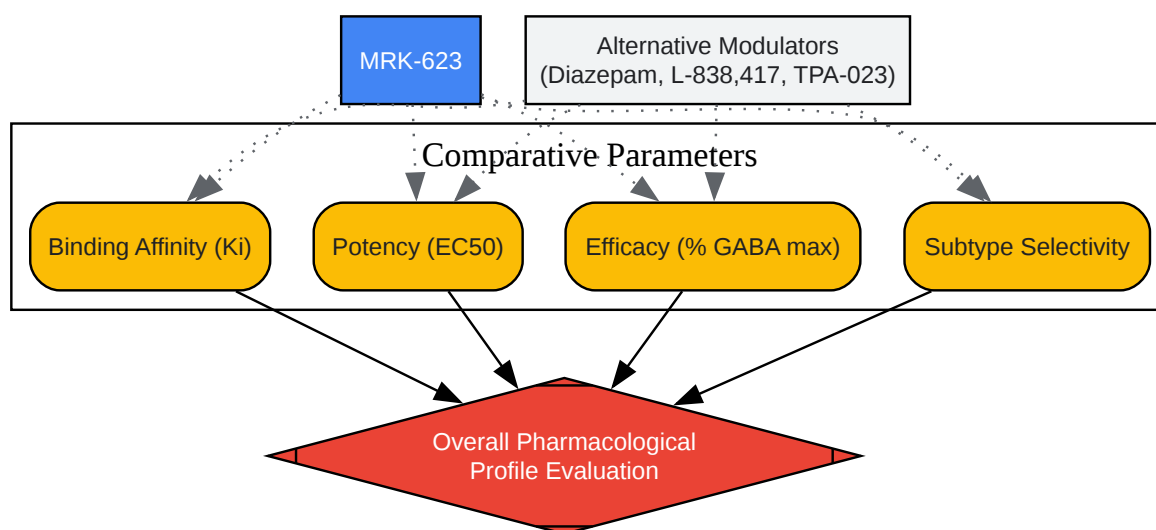 MRK-623
Alternative Modulators
(Diazepam, L-838,417, TPA-023)
Comparative Parameters
Binding Affinity (Ki)
Potency (EC50)
Efficacy (% GABA max)
Subtype Selectivity
Overall Pharmacological
Profile Evaluation